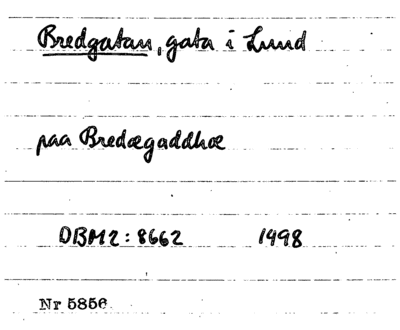 Bredgatan, gata i Lund
paa Bredægaddhæ
DBM2: 8662 1498
Nr 5856